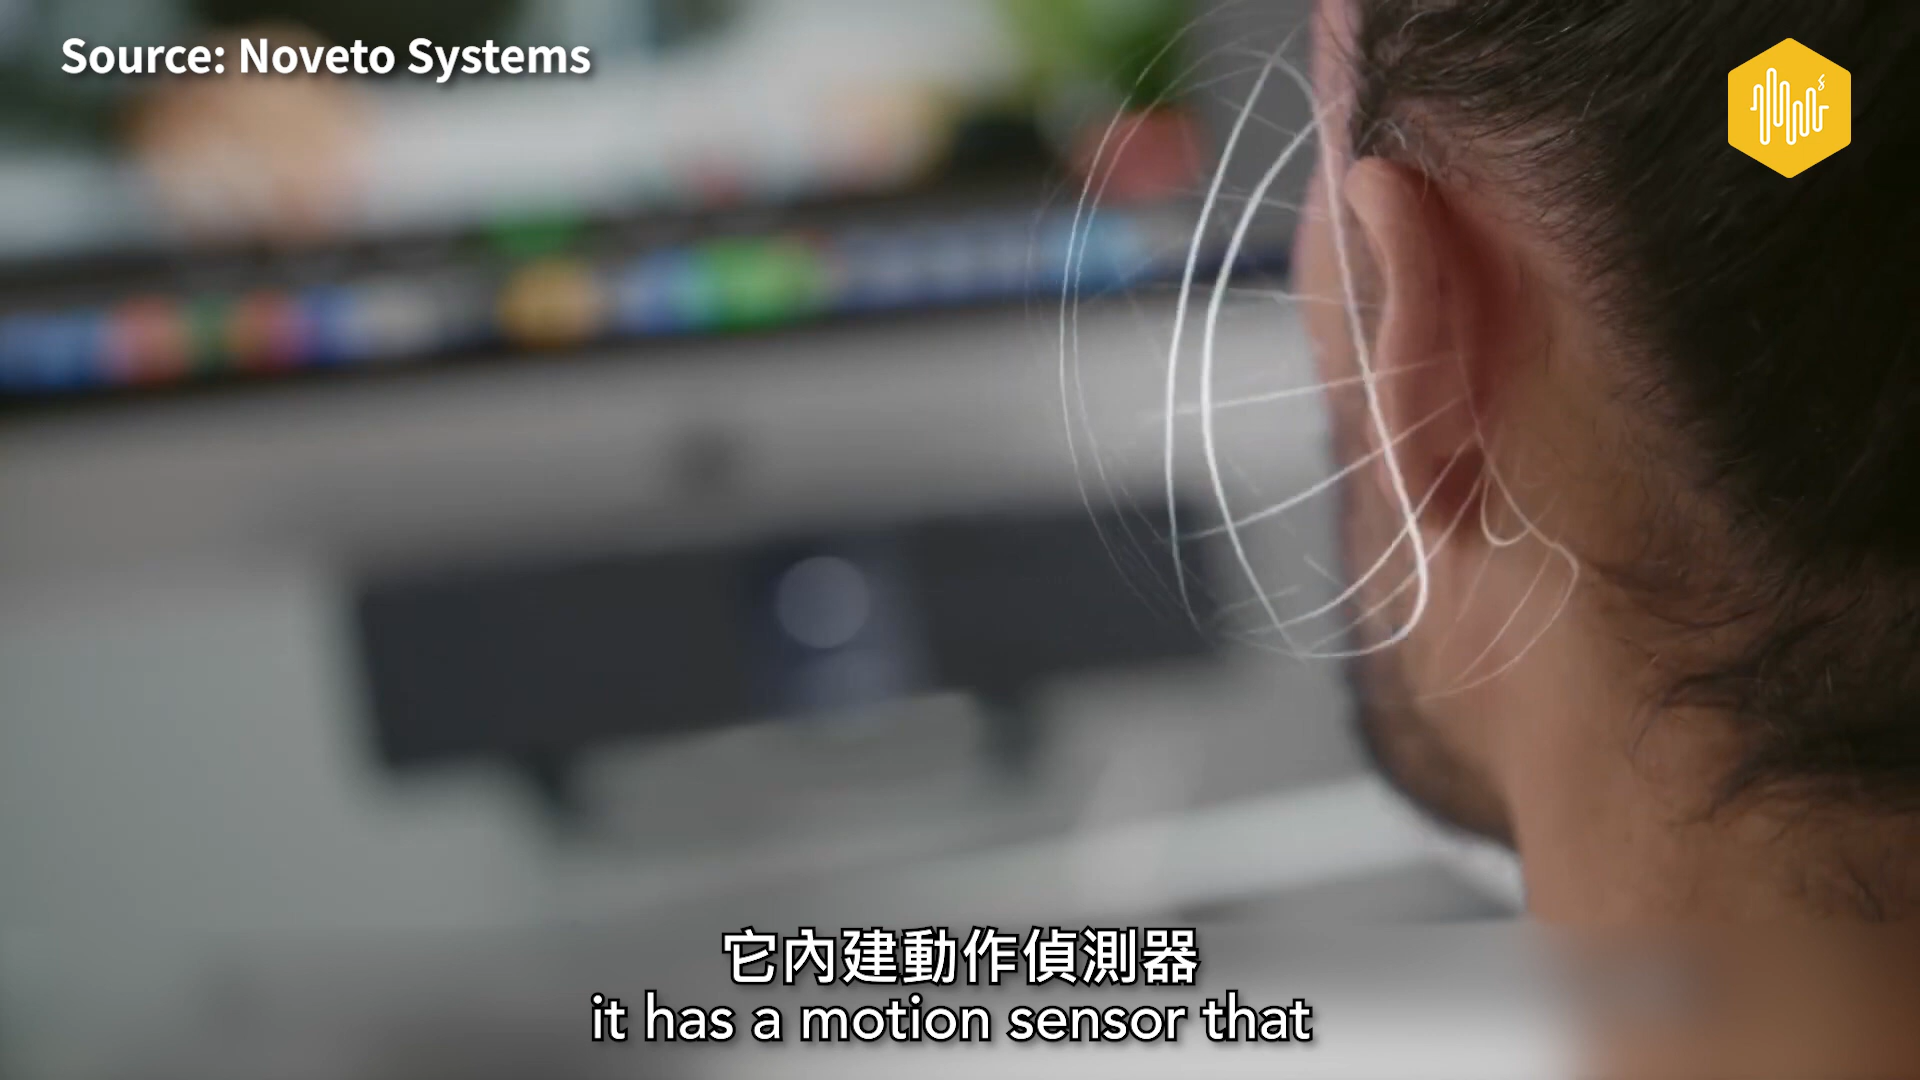 Source: Noveto Systems
它內建動作偵測器
it has a motion sensor that